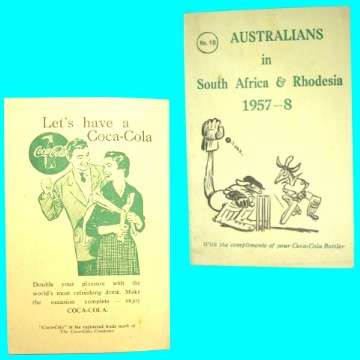 Let's have a
Coca-Cola
Coca-Cola
Double your pleasure with the
world's most refreshing drink. Make
the occasion complete — enjoy
COCA-COLA.
"Coca-Cola" is the registered trade mark of
The Coca-Cola Company
No. 10
AUSTRALIANS
in
South Africa & Rhodesia
1957-8
With the compliments of your Coca-Cola Bottler